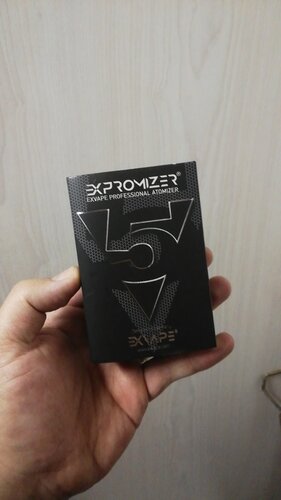 EXPROMIZER®
EXVAPE PROFESSIONAL ATOMIZER
5
EXVAPE®